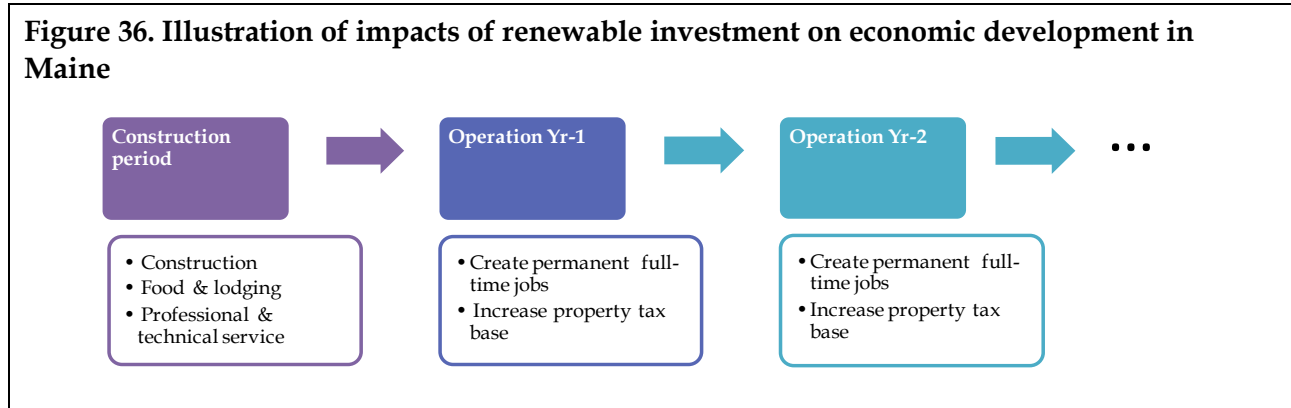 Figure 36. Illustration of impacts of renewable investment on economic development in
Maine
Construction
period
Operation Yr-1
Operation Yr-2
...
• Construction
• Food & lodging
• Professional &
technical service
• Create permanent full-
time jobs
• Increase property tax
base
• Create permanent full-
time jobs
• Increase property tax
base